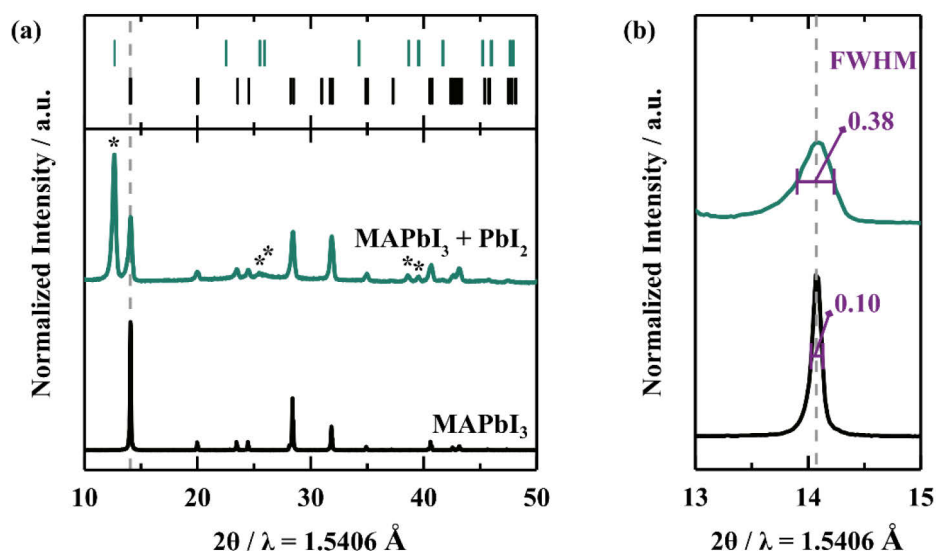 (a)
Normalized Intensity / a.u.
*
* *
* *
MAPbI₃ + PbI₂
MAPbI₃
10 20 30 40 50
2θ / λ = 1.5406 Å
(b)
Normalized Intensity / a.u.
FWHM
0.38
0.10
13 14 15
2θ / λ = 1.5406 Å